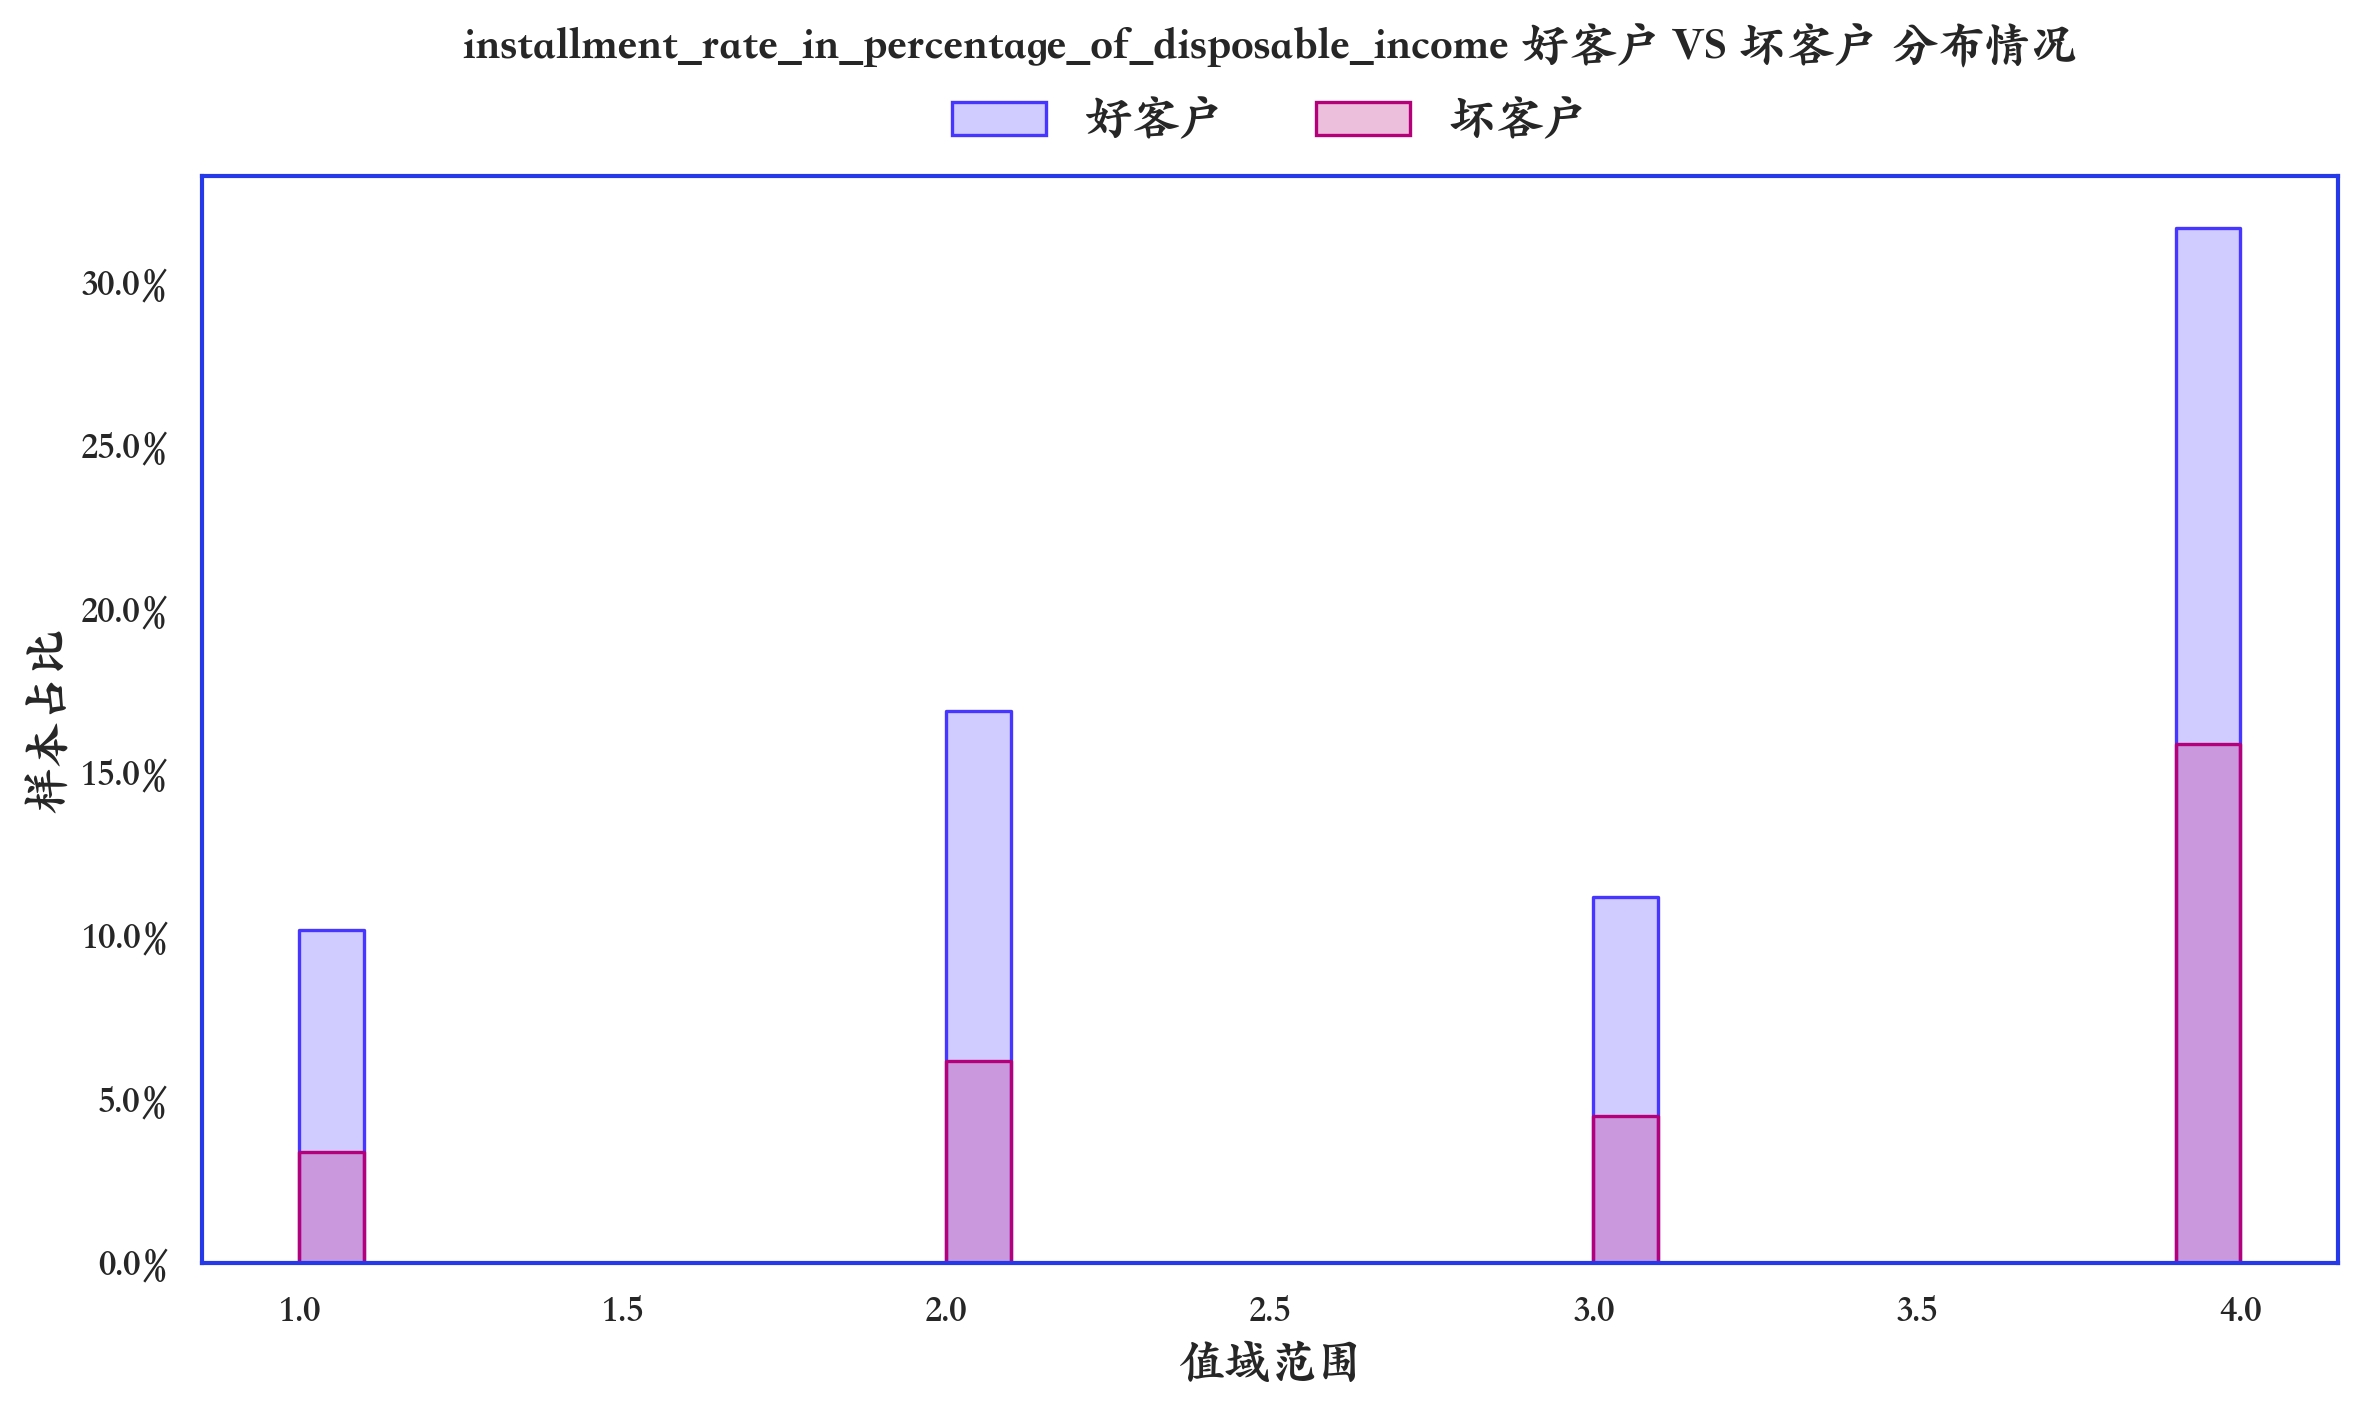 installment_rate_in_percentage_of_disposable_income 好客户 VS 坏客户 分布情况
好客户 坏客户
30.0%
25.0%
20.0%
15.0%
10.0%
5.0%
0.0%
样本占比
1.0 1.5 2.0 2.5 3.0 3.5 4.0
值域范围